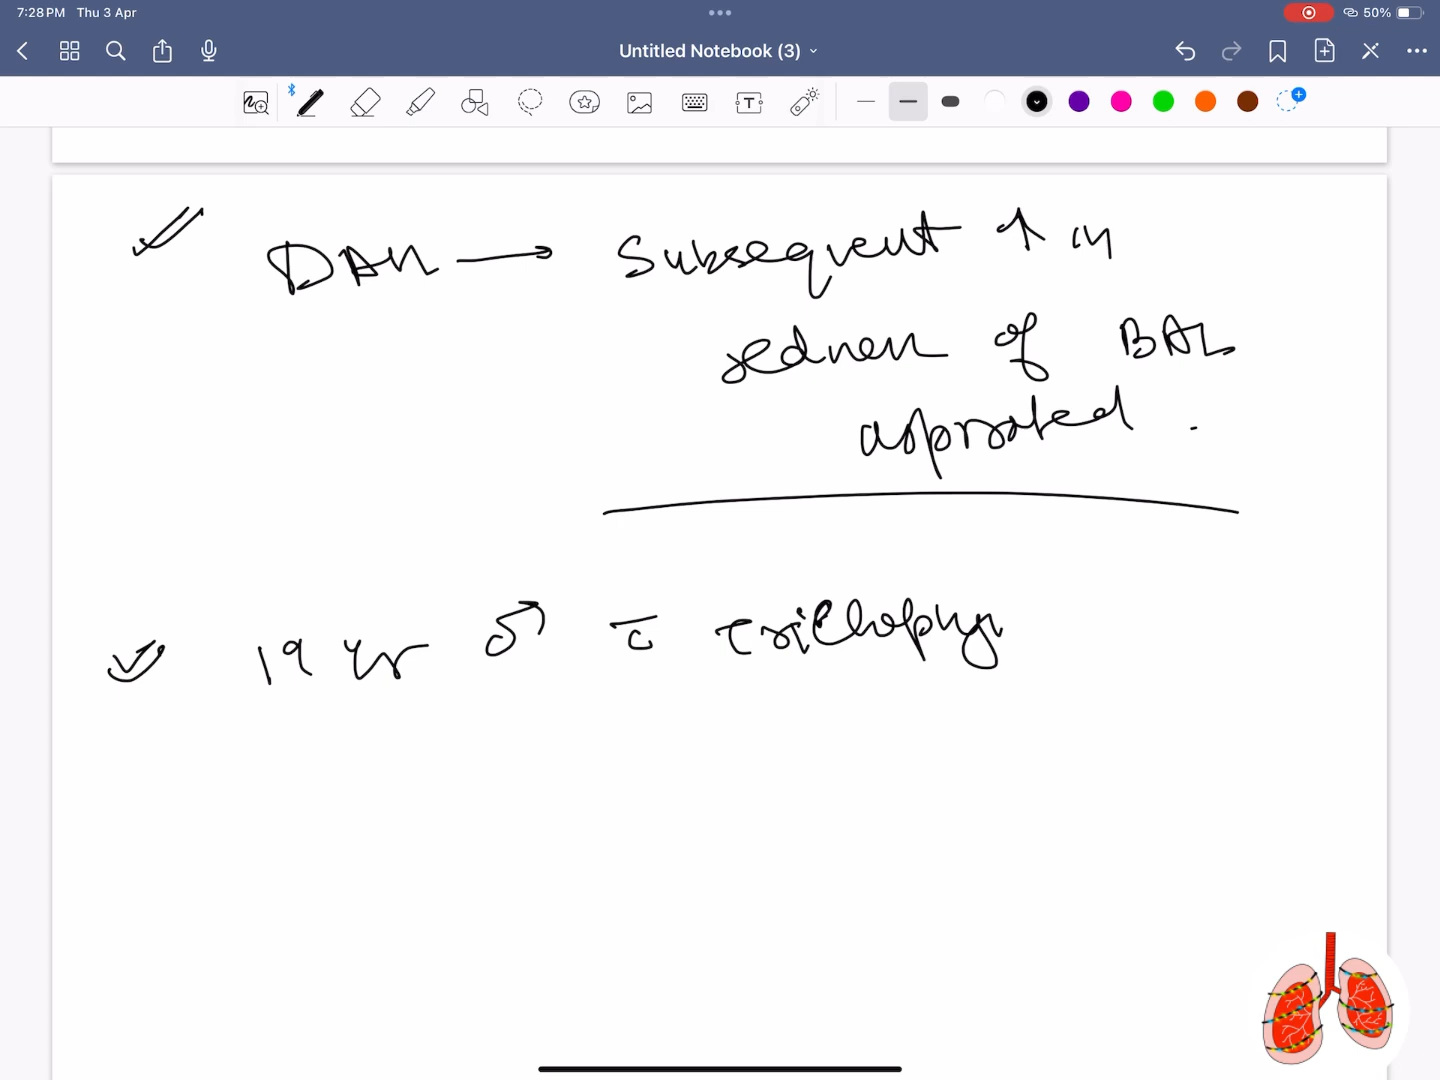 7:28 PM Thu 3 Apr
50%
Untitled Notebook (3)
T
DAH → Subsequent ↑ in
redness of BAL
aspirated.
19 yr ♂ c̄ Trichophy